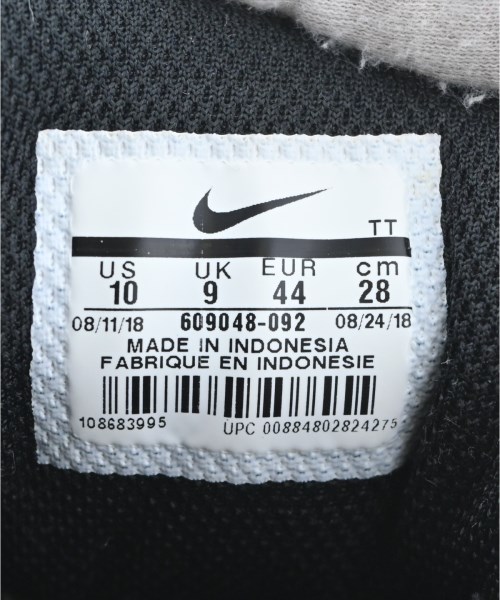 TT
US UK EUR cm
10 9 44 28
08/11/18 609048-092 08/24/18
MADE IN INDONESIA
FABRIQUE EN INDONESIE
108683995 UPC 00884802824275